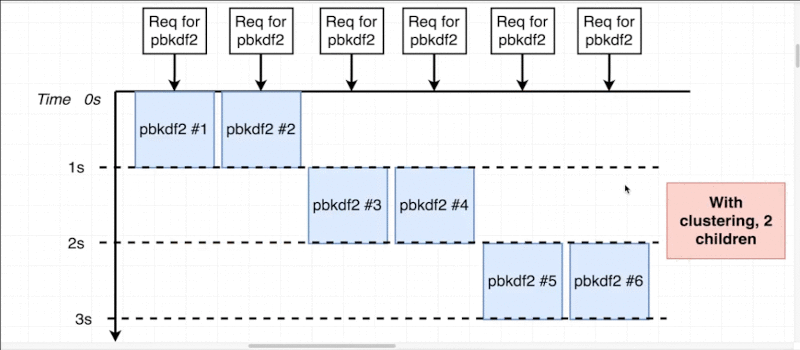 Req for
pbkdf2
Req for
pbkdf2
Req for
pbkdf2
Req for
pbkdf2
Req for
pbkdf2
Req for
pbkdf2
Time 0s
pbkdf2 #1
pbkdf2 #2
1s
pbkdf2 #3
pbkdf2 #4
With
clustering, 2
children
2s
pbkdf2 #5
pbkdf2 #6
3s